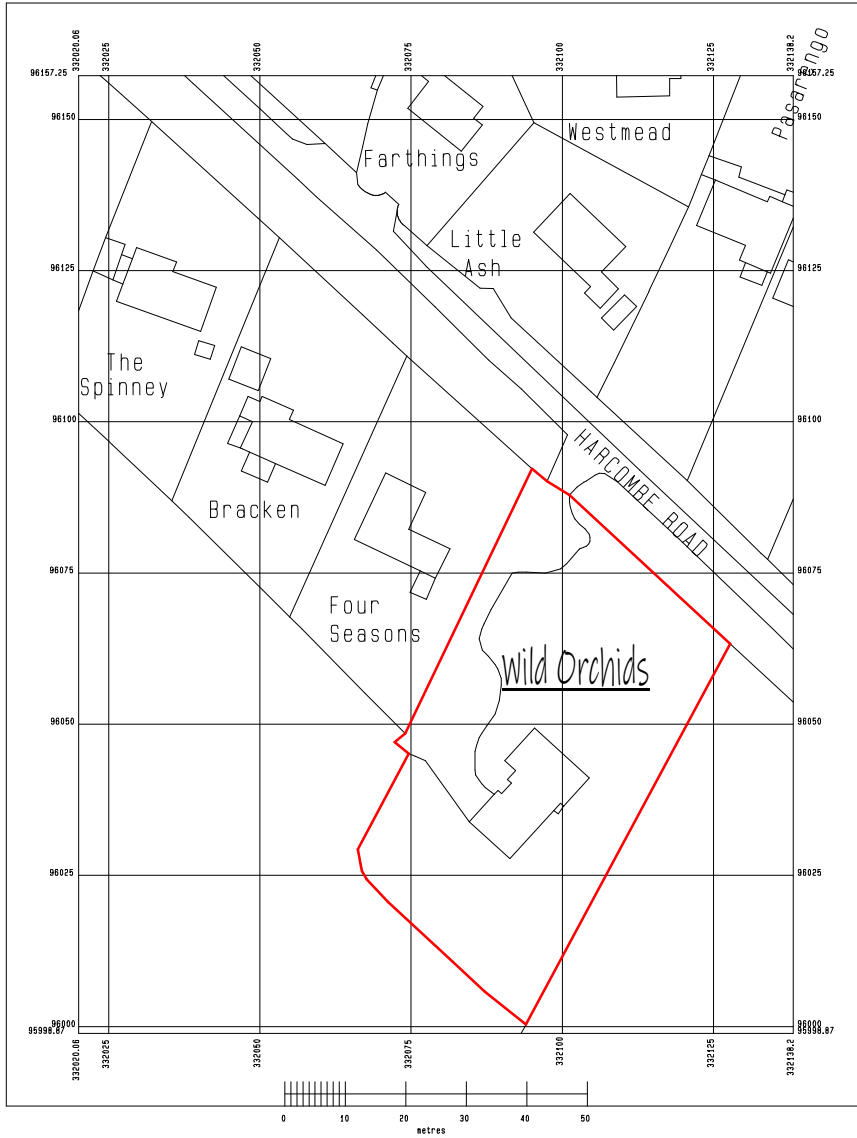 332020.06
332025
332050
332075
332100
332125
332138.2
96157.25
96157.25
96150
96150
Pasarengo
Westmead
Farthings
Little
Ash
96125
96125
The
Spinney
96100
96100
HARCOMBE ROAD
Bracken
96075
96075
Four
Seasons
Wild Orchids
96050
96050
96025
96025
96000
96000
95998.87
95998.87
332020.06
332025
332050
332075
332100
332125
332138.2
0 10 20 30 40 50
metres